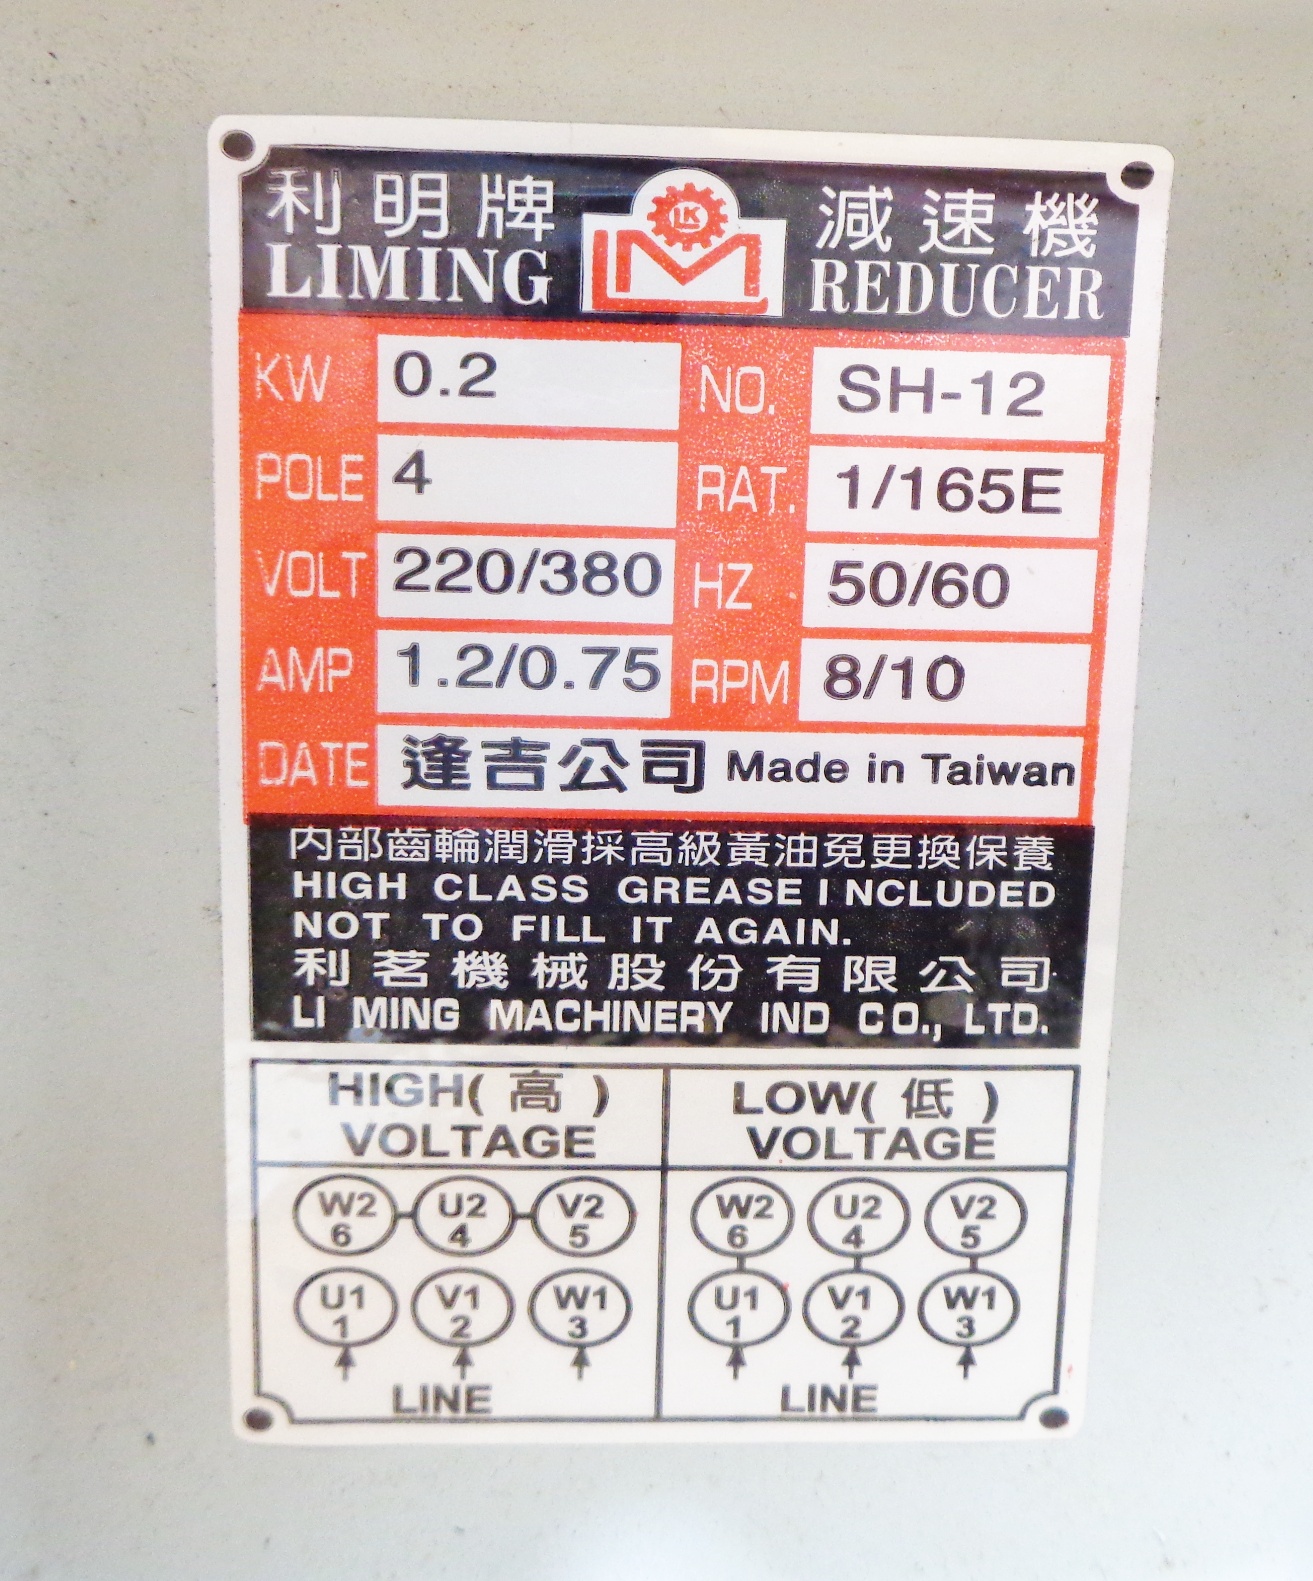 利明牌 減速機
LIMING LK REDUCER
KW 0.2 NO. SH-12
POLE 4 RAT. 1/165E
VOLT 220/380 HZ 50/60
AMP 1.2/0.75 RPM 8/10
DATE 逢吉公司 Made in Taiwan
内部齒輪潤滑採高級黃油免更換保養
HIGH CLASS GREASE INCLUDED
NOT TO FILL IT AGAIN.
利茗機械股份有限公司
LI MING MACHINERY IND CO., LTD.
HIGH(高)
VOLTAGE
W2 U2 V2
6 4 5
U1 V1 W1
1 2 3
LINE
LOW(低)
VOLTAGE
W2 U2 V2
6 4 5
U1 V1 W1
1 2 3
LINE